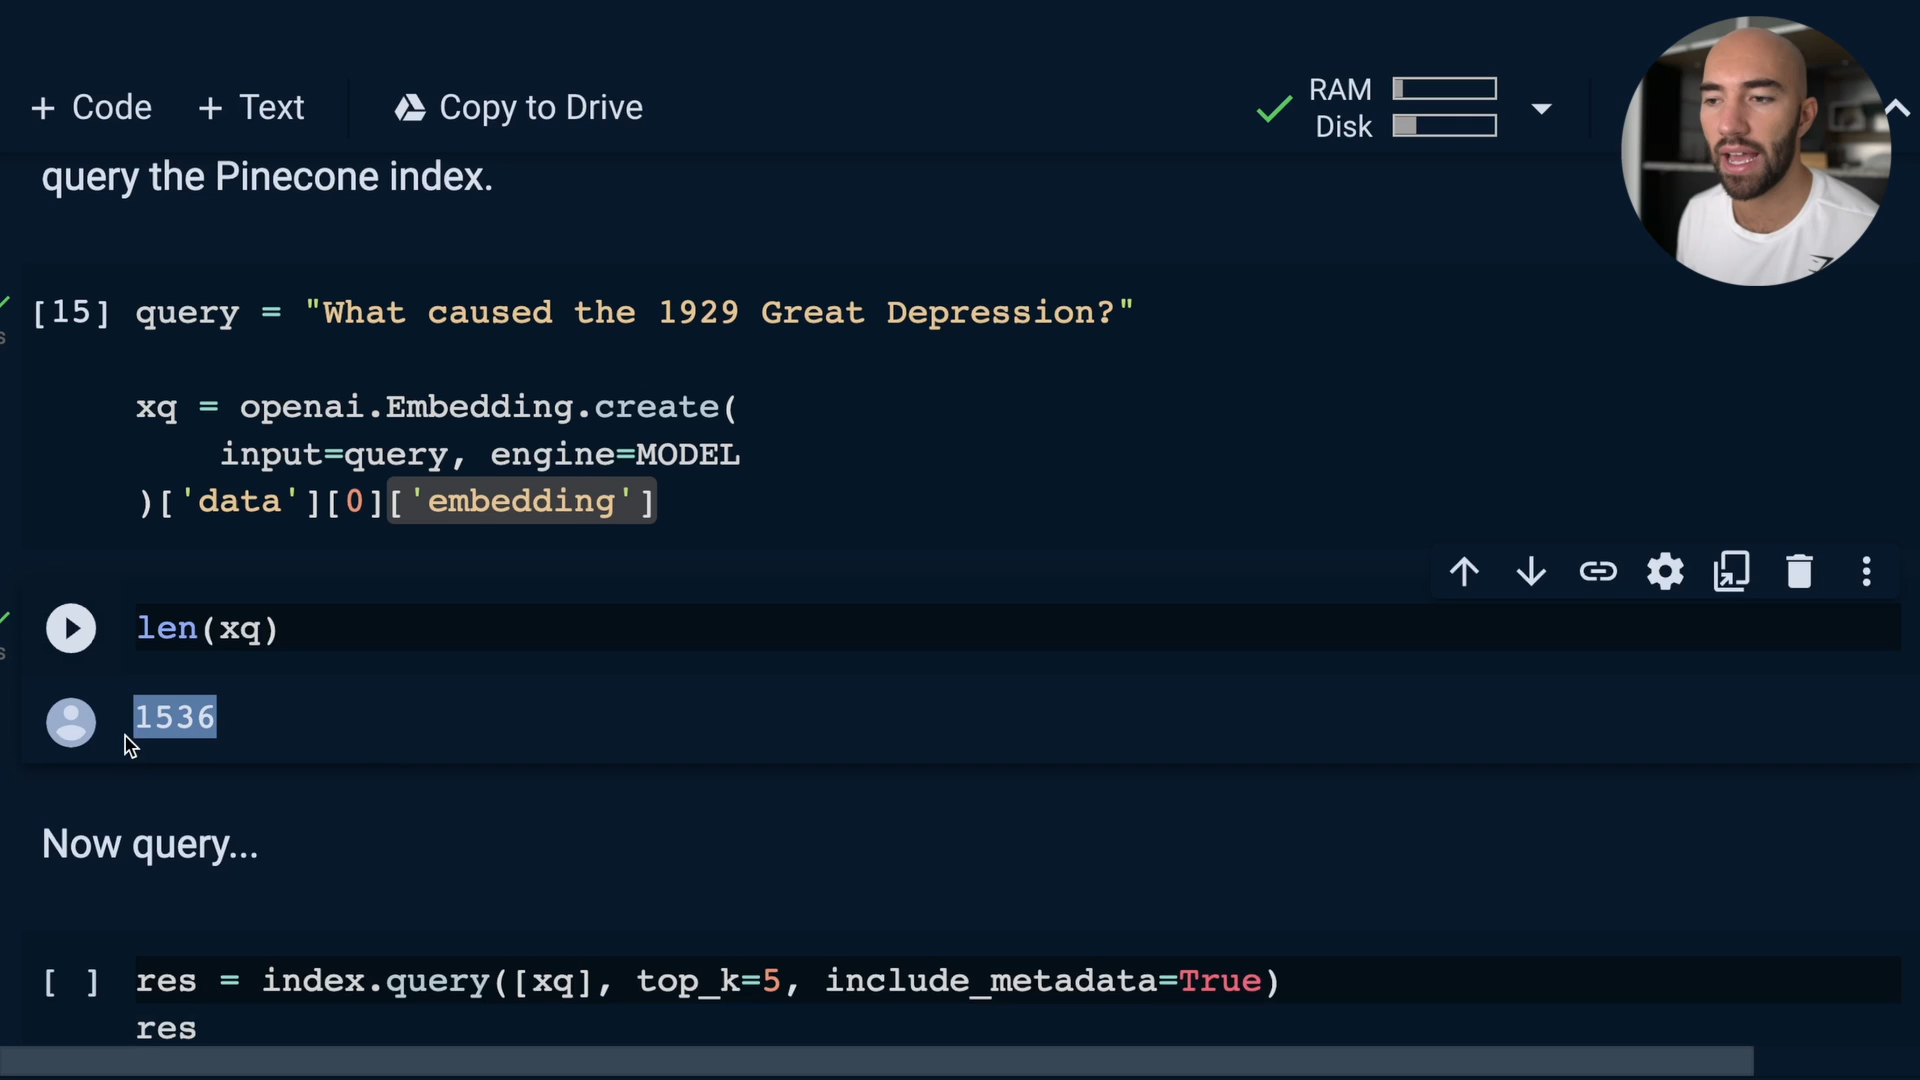 + Code + Text Copy to Drive
RAM
Disk
query the Pinecone index.
[15] query = "What caused the 1929 Great Depression?"
xq = openai.Embedding.create(
input=query, engine=MODEL
)['data'][0]['embedding']
len(xq)
1536
Now query...
[ ] res = index.query([xq], top_k=5, include_metadata=True)
res